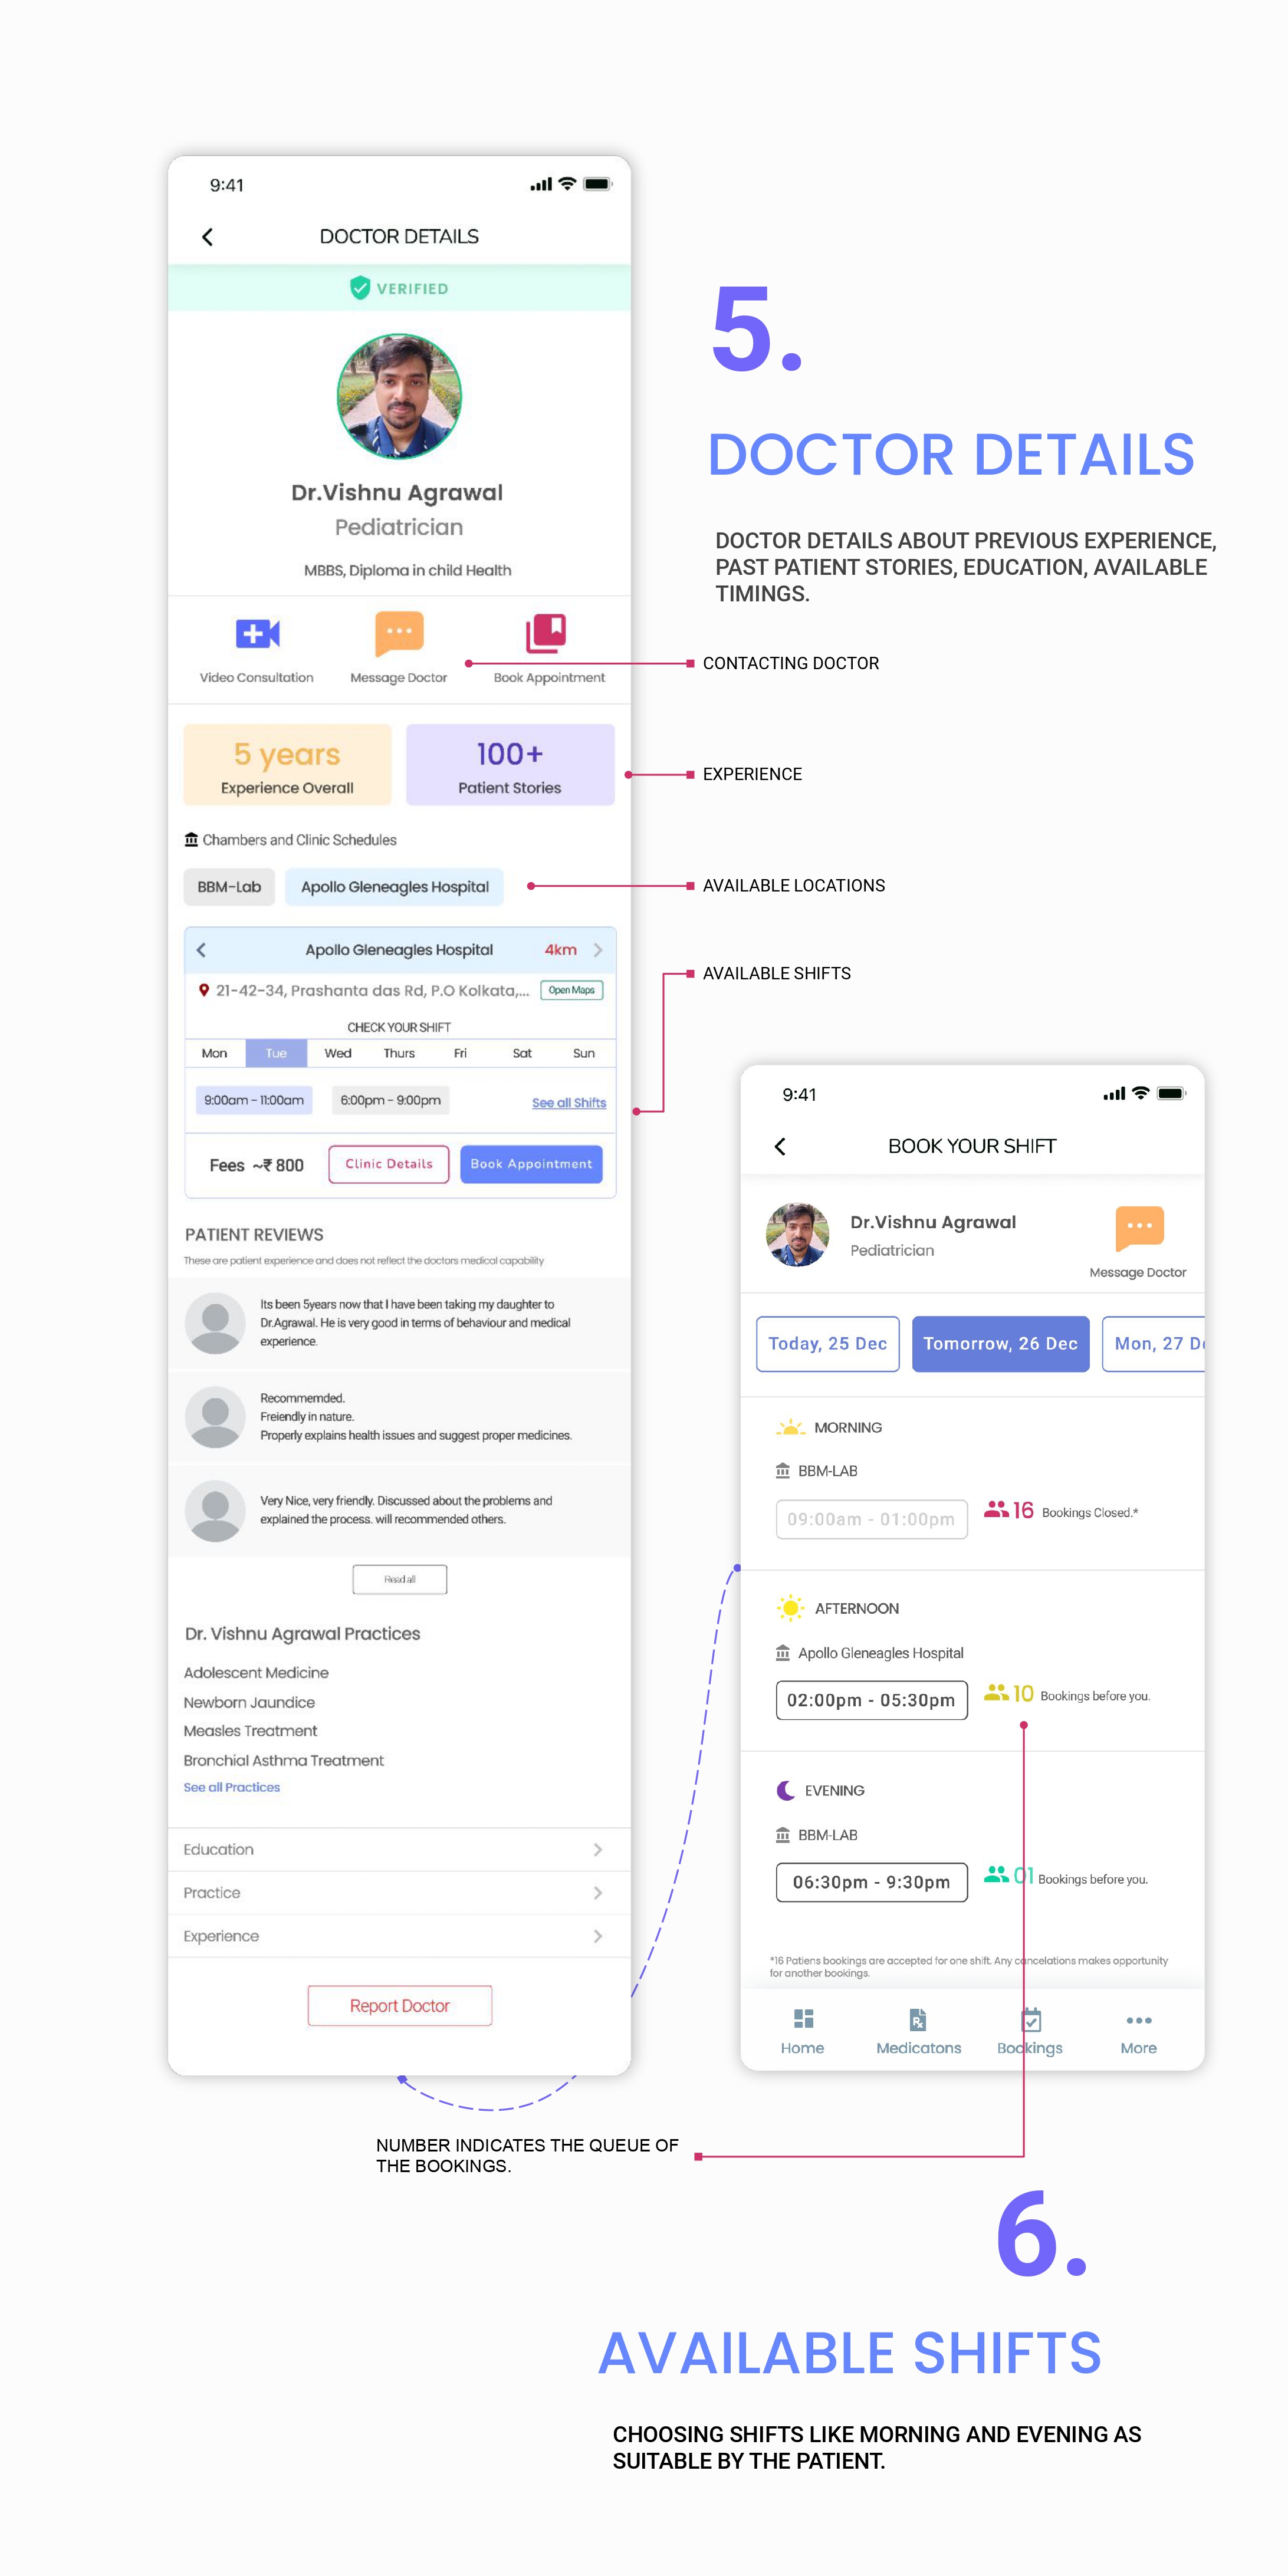 9:41
DOCTOR DETAILS
VERIFIED
Dr.Vishnu Agrawal
Pediatrician
MBBS, Diploma in child Health
Video Consultation
Message Doctor
Book Appointment
5 years
Experience Overall
100+
Patient Stories
Chambers and Clinic Schedules
BBM-Lab
Apollo Gleneagles Hospital
Apollo Gleneagles Hospital 4km
21-42-34, Prashanta das Rd, P.O Kolkata,... Open Maps
CHECK YOUR SHIFT
Mon Tue Wed Thurs Fri Sat Sun
9:00am - 11:00am 6:00pm - 9:00pm See all Shifts
Fees ~₹ 800 Clinic Details Book Appointment
PATIENT REVIEWS
These are patient experience and does not reflect the doctors medical capability
Its been 5years now that I have been taking my daughter to
Dr.Agrawal. He is very good in terms of behaviour and medical
experience.
Recommemded.
Freiendly in nature.
Properly explains health issues and suggest proper medicines.
Very Nice, very friendly. Discussed about the problems and
explained the process. will recommended others.
Read all
Dr. Vishnu Agrawal Practices
Adolescent Medicine
Newborn Jaundice
Measles Treatment
Bronchial Asthma Treatment
See all Practices
Education
Practice
Experience
Report Doctor
5.
DOCTOR DETAILS
DOCTOR DETAILS ABOUT PREVIOUS EXPERIENCE,
PAST PATIENT STORIES, EDUCATION, AVAILABLE
TIMINGS.
CONTACTING DOCTOR
EXPERIENCE
AVAILABLE LOCATIONS
AVAILABLE SHIFTS
9:41
BOOK YOUR SHIFT
Dr.Vishnu Agrawal
Pediatrician
Message Doctor
Today, 25 Dec
Tomorrow, 26 Dec
Mon, 27 De
MORNING
BBM-LAB
09:00am - 01:00pm 16 Bookings Closed.*
AFTERNOON
Apollo Gleneagles Hospital
02:00pm - 05:30pm 10 Bookings before you.
EVENING
BBM-LAB
06:30pm - 9:30pm 01 Bookings before you.
*16 Patiens bookings are accepted for one shift. Any cancelations makes opportunity
for another bookings.
Home Medicatons Bookings More
NUMBER INDICATES THE QUEUE OF
THE BOOKINGS.
6.
AVAILABLE SHIFTS
CHOOSING SHIFTS LIKE MORNING AND EVENING AS
SUITABLE BY THE PATIENT.